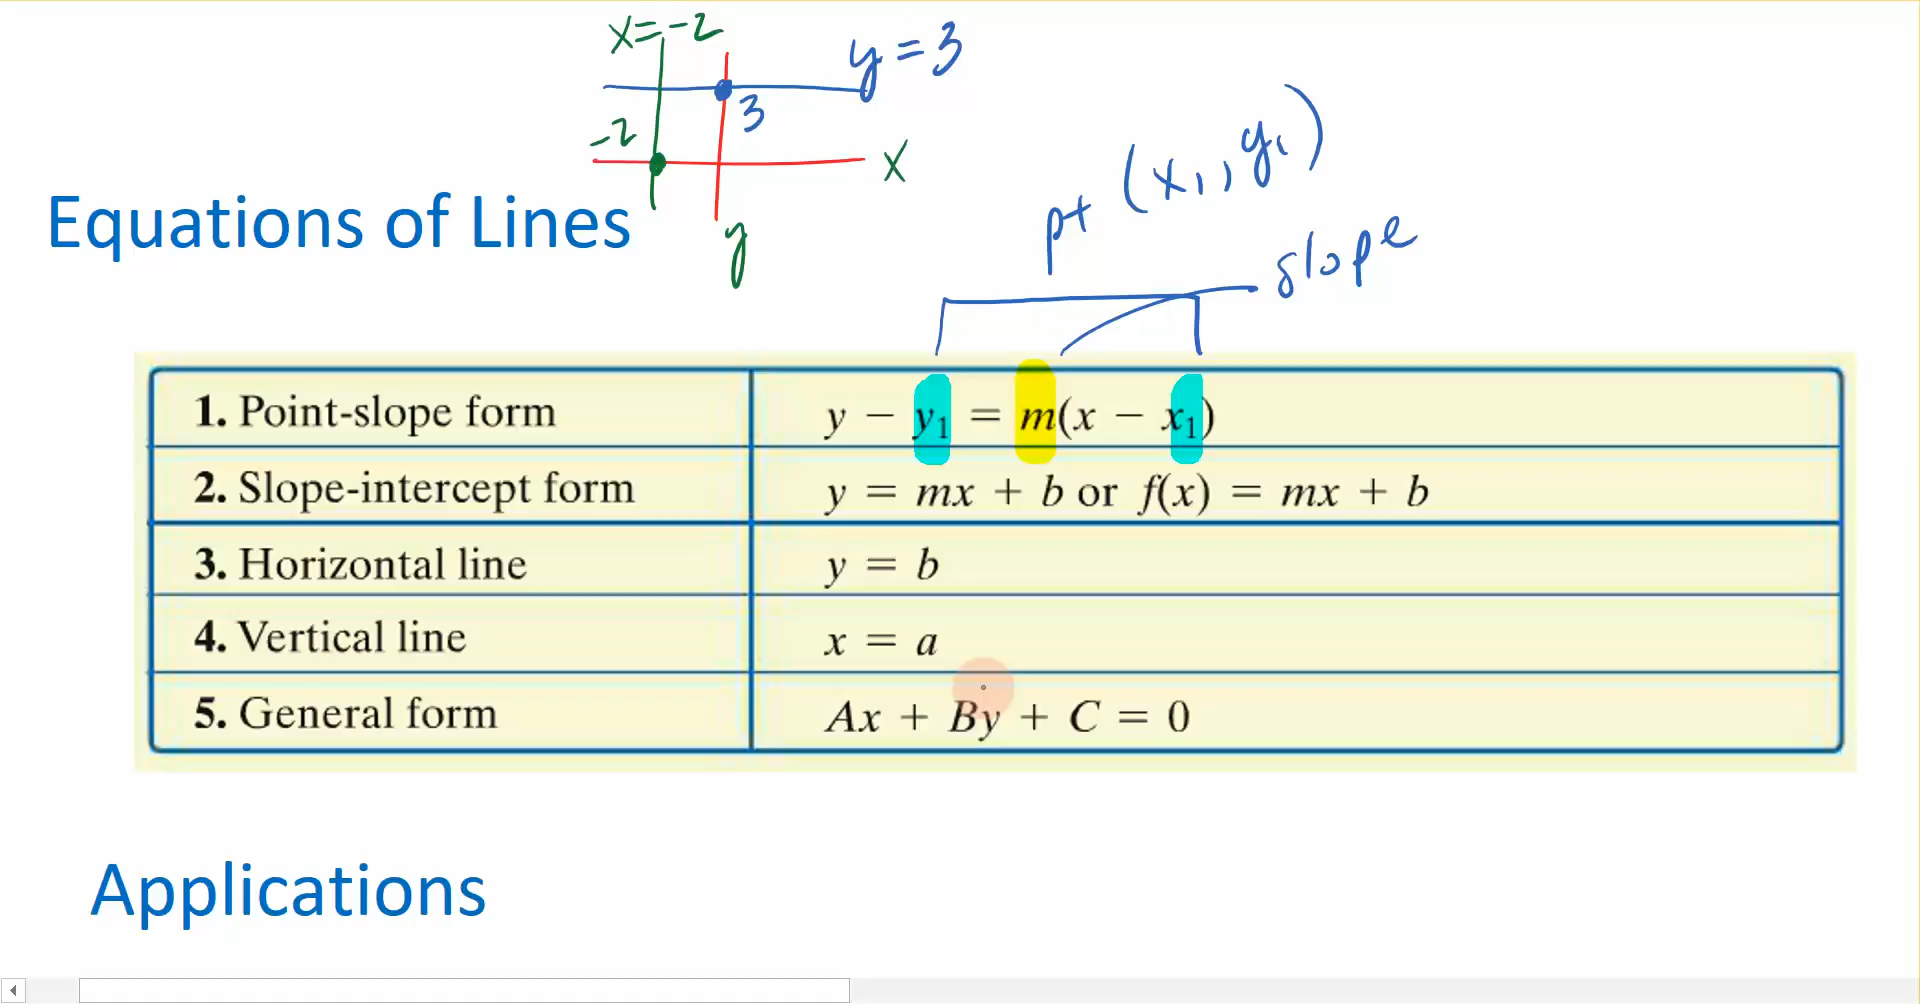 x=-2
y=3
3
-2
x
pt (x₁, y₁)
Equations of Lines
y
slope
1. Point-slope form y − y₁ = m(x − x₁)
2. Slope-intercept form y = mx + b or f(x) = mx + b
3. Horizontal line y = b
4. Vertical line x = a
5. General form Ax + By + C = 0
Applications